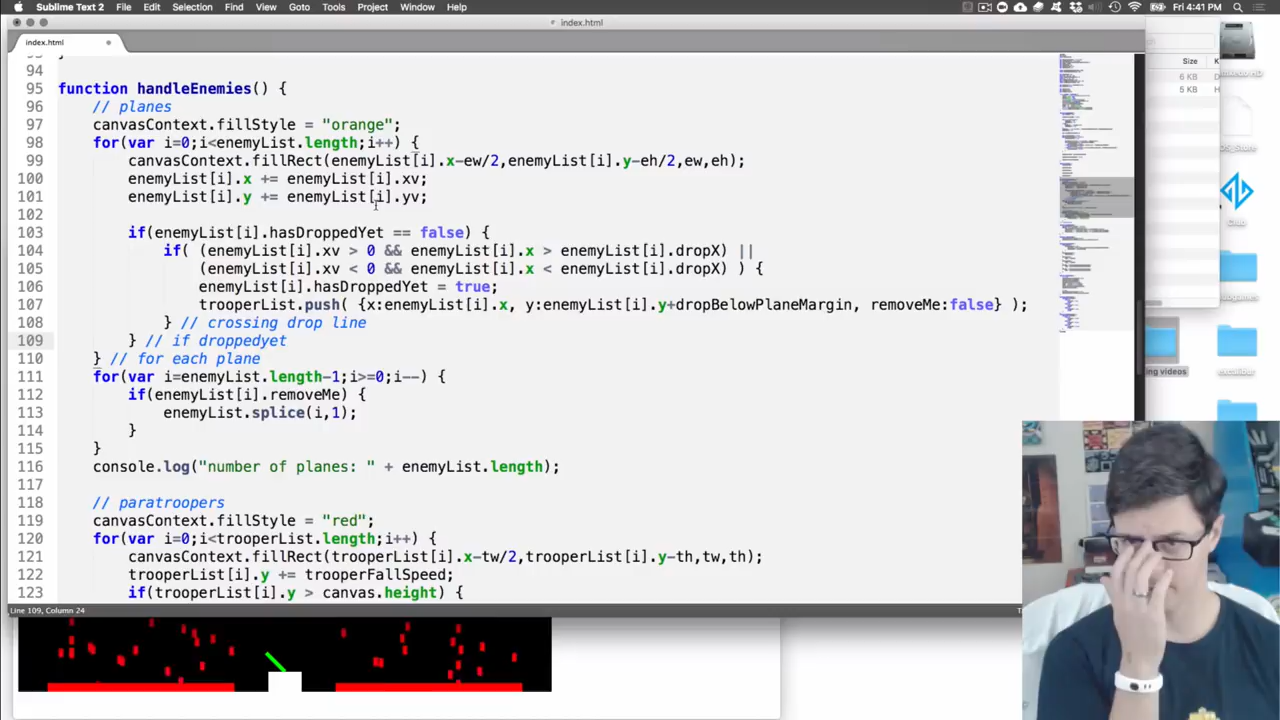 Sublime Text 2 File Edit Selection Find View Goto Tools Project Window Help Fri 4:41 PM
index.html
index.html
Size K
6 KB D
5 KB H
94
95 function handleEnemies() {
96 // planes
97 canvasContext.fillStyle = "orange";
98 for(var i=0;i<enemyList.length;i++) {
99 canvasContext.fillRect(enemyList[i].x-ew/2,enemyList[i].y-eh/2,ew,eh);
100 enemyList[i].x += enemyList[i].xv;
101 enemyList[i].y += enemyList[i].yv;
102
103 if(enemyList[i].hasDroppedYet == false) {
104 if( (enemyList[i].xv > 0 && enemyList[i].x > enemyList[i].dropX) ||
105 (enemyList[i].xv < 0 && enemyList[i].x < enemyList[i].dropX) ) {
106 enemyList[i].hasDroppedYet = true;
107 trooperList.push( {x:enemyList[i].x, y:enemyList[i].y+dropBelowPlaneMargin, removeMe:false} );
108 } // crossing drop line
109 } // if droppedyet
110 } // for each plane
111 for(var i=enemyList.length-1;i>=0;i--) {
112 if(enemyList[i].removeMe) {
113 enemyList.splice(i,1);
114 }
115 }
116 console.log("number of planes: " + enemyList.length);
117
118 // paratroopers
119 canvasContext.fillStyle = "red";
120 for(var i=0;i<trooperList.length;i++) {
121 canvasContext.fillRect(trooperList[i].x-tw/2,trooperList[i].y-th,tw,th);
122 trooperList[i].y += trooperFallSpeed;
123 if(trooperList[i].y > canvas.height) {
Line 109, Column 24
ing videos
excalibur